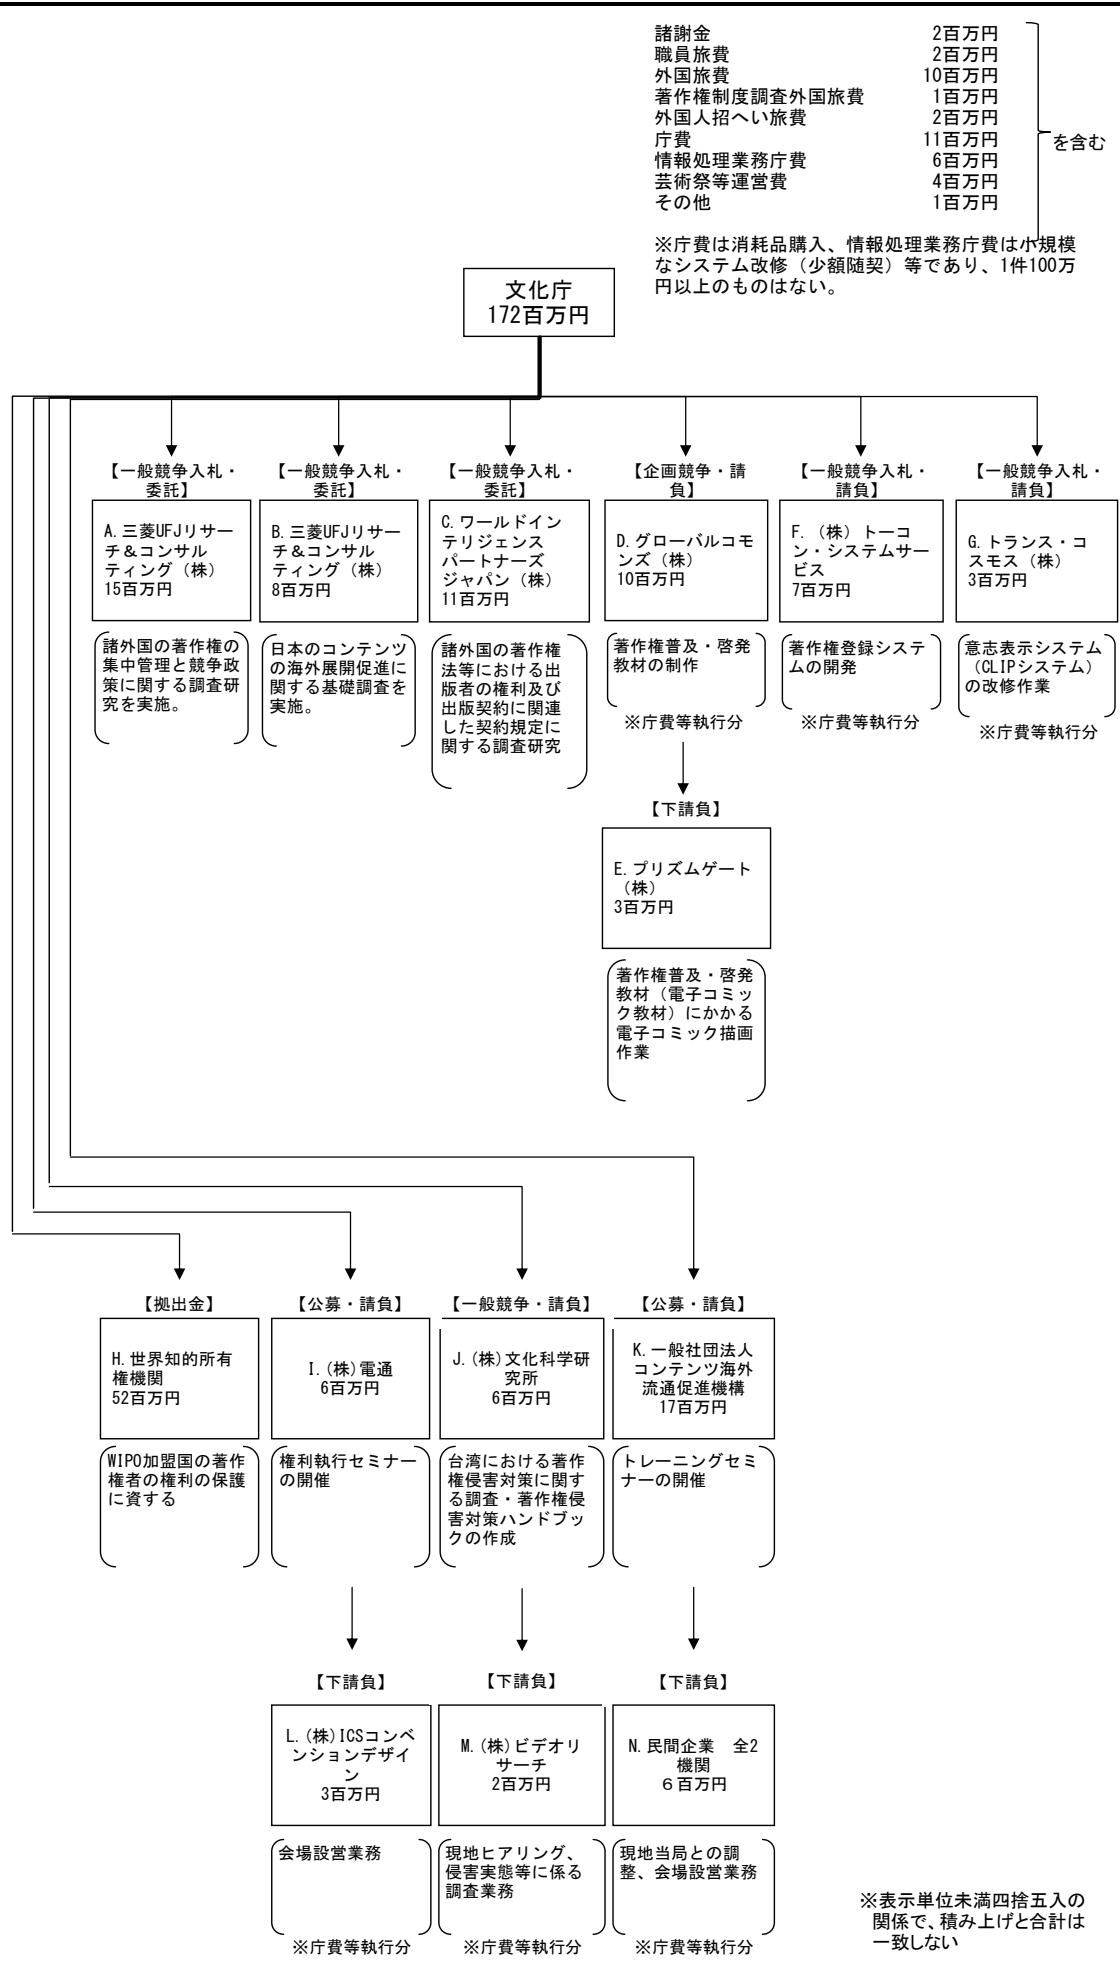 諸謝金 2百万円
職員旅費 2百万円
外国旅費 10百万円
著作権制度調査外国旅費 1百万円
外国人招へい旅費 2百万円
庁費 11百万円
情報処理業務庁費 6百万円
芸術祭等運営費 4百万円
その他 1百万円
を含む
※庁費は消耗品購入、情報処理業務庁費は小規模
なシステム改修（少額随契）等であり、1件100万
円以上のものはない。
文化庁
172百万円
【一般競争入札・
委託】
A.三菱UFJリサー
チ＆コンサル
ティング（株）
15百万円
諸外国の著作権の
集中管理と競争政
策に関する調査研
究を実施。
【一般競争入札・
委託】
B.三菱UFJリサー
チ＆コンサル
ティング（株）
8百万円
日本のコンテンツ
の海外展開促進に
関する基礎調査を
実施。
【一般競争入札・
委託】
C.ワールドイン
テリジェンス
パートナーズ
ジャパン（株）
11百万円
諸外国の著作権
法等における出
版者の権利及び
出版契約に関連
した契約規定に
関する調査研究
【企画競争・請
負】
D.グローバルコモ
ンズ（株）
10百万円
著作権普及・啓発
教材の制作
※庁費等執行分
【下請負】
E.プリズムゲート
（株）
3百万円
著作権普及・啓発
教材（電子コミッ
ク教材）にかかる
電子コミック描画
作業
【一般競争入札・
請負】
F.（株）トーコ
ン・システムサー
ビス
7百万円
著作権登録システ
ムの開発
※庁費等執行分
【一般競争入札・
請負】
G.トランス・コ
スモス（株）
3百万円
意志表示システム
（CLIPシステム）
の改修作業
※庁費等執行分
【拠出金】
H.世界知的所有
権機関
52百万円
WIPO加盟国の著作
権者の権利の保護
に資する
【公募・請負】
I.(株)電通
6百万円
権利執行セミナー
の開催
【一般競争・請負】
J.(株)文化科学研
究所
6百万円
台湾における著作
権侵害対策に関す
る調査・著作権侵
害対策ハンドブッ
クの作成
【公募・請負】
K.一般社団法人
コンテンツ海外
流通促進機構
17百万円
トレーニングセミ
ナーの開催
【下請負】
L.(株)ICSコンベ
ンションデザイ
ン
3百万円
会場設営業務
※庁費等執行分
【下請負】
M.(株)ビデオリ
サーチ
2百万円
現地ヒアリング、
侵害実態等に係る
調査業務
※庁費等執行分
【下請負】
N.民間企業　全2
機関
６百万円
現地当局との調
整、会場設営業務
※庁費等執行分
※表示単位未満四捨五入の
関係で、積み上げと合計は
一致しない